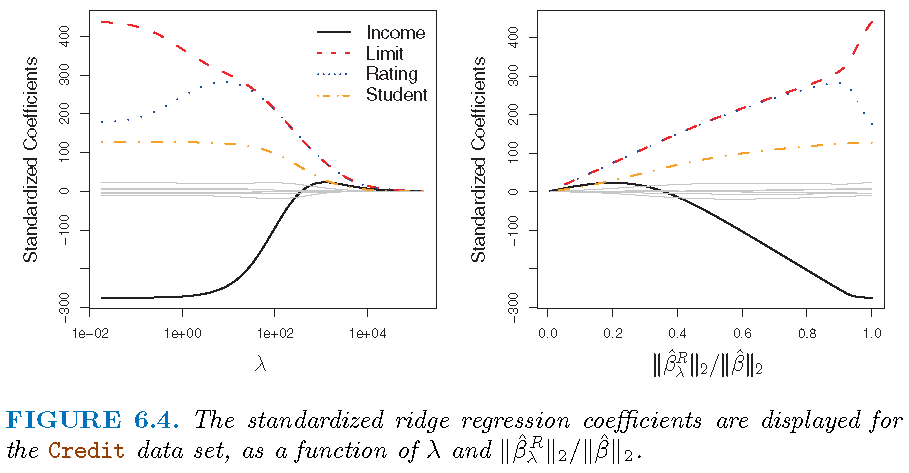 Standardized Coefficients
400
300
200
100
0
-100
-300
1e-02
1e+00
1e+02
1e+04
λ
Income
Limit
Rating
Student
Standardized Coefficients
400
300
200
100
0
-100
-300
0.0
0.2
0.4
0.6
0.8
1.0
‖β̂λᴿ‖₂/‖β̂‖₂
FIGURE 6.4. The standardized ridge regression coefficients are displayed for
the Credit data set, as a function of λ and ‖β̂λᴿ‖₂/‖β̂‖₂.